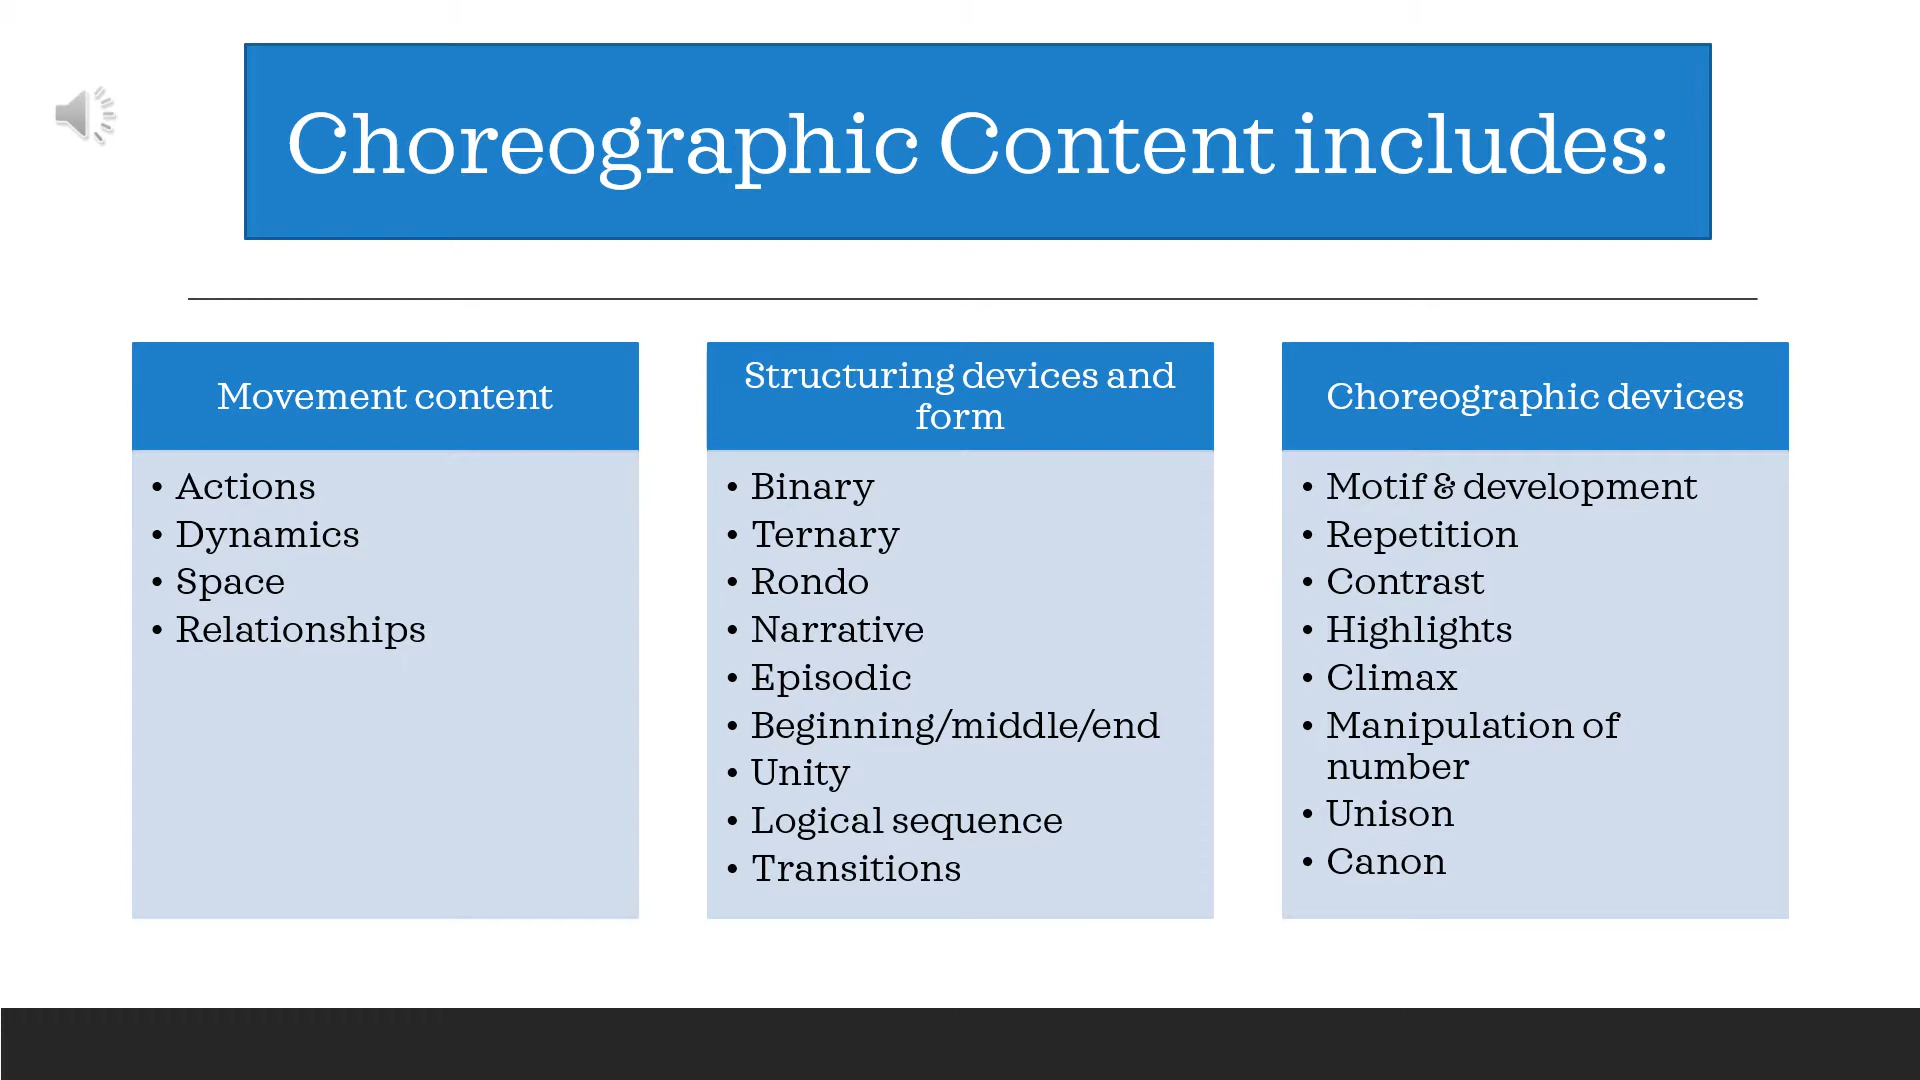 Choreographic Content includes:
Movement content
• Actions
• Dynamics
• Space
• Relationships
Structuring devices and
form
• Binary
• Ternary
• Rondo
• Narrative
• Episodic
• Beginning/middle/end
• Unity
• Logical sequence
• Transitions
Choreographic devices
• Motif & development
• Repetition
• Contrast
• Highlights
• Climax
• Manipulation of
number
• Unison
• Canon